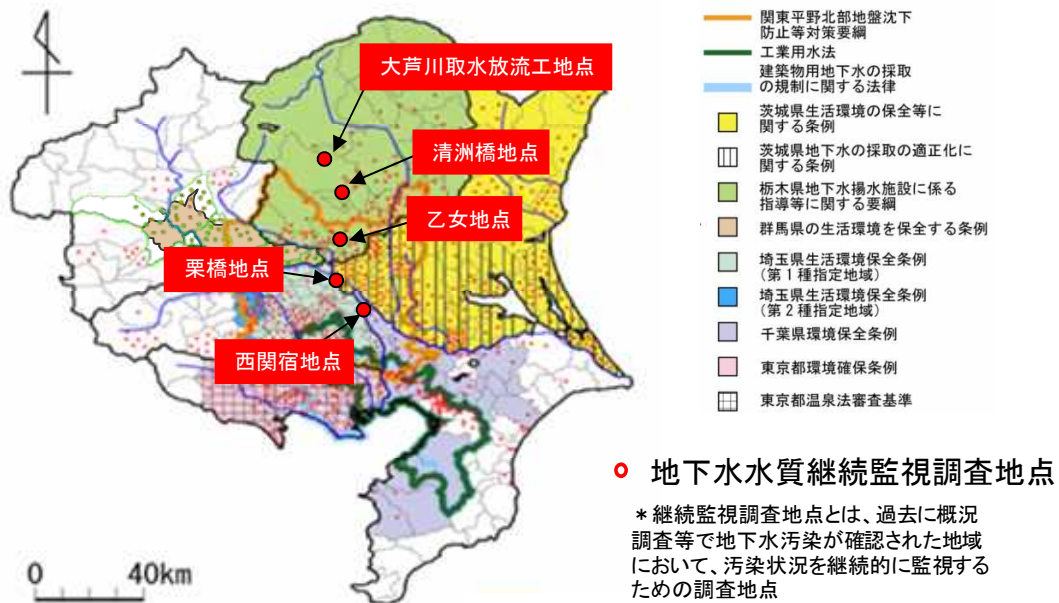 大芦川取水放流工地点
清洲橋地点
乙女地点
栗橋地点
西関宿地点
0 40km
関東平野北部地盤沈下
防止等対策要綱
工業用水法
建築物用地下水の採取
の規制に関する法律
茨城県生活環境の保全等に
関する条例
茨城県地下水の採取の適正化に
関する条例
栃木県地下水揚水施設に係る
指導等に関する要綱
群馬県の生活環境を保全する条例
埼玉県生活環境保全条例
(第1種指定地域)
埼玉県生活環境保全条例
(第2種指定地域)
千葉県環境保全条例
東京都環境確保条例
東京都温泉法審査基準
地下水水質継続監視調査地点
*継続監視調査地点とは、過去に概況
調査等で地下水汚染が確認された地域
において、汚染状況を継続的に監視する
ための調査地点